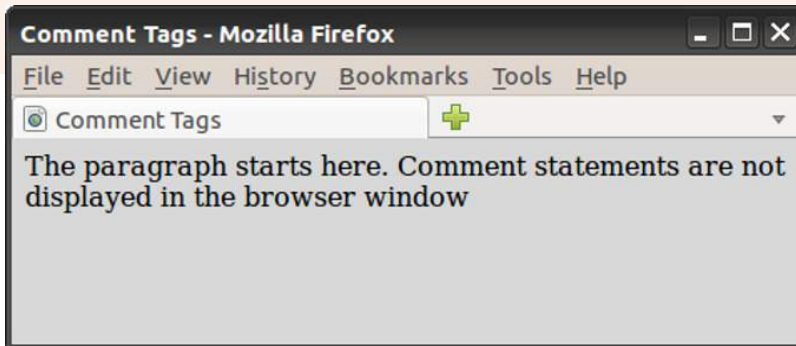 Comment Tags - Mozilla Firefox
File Edit View History Bookmarks Tools Help
Comment Tags
The paragraph starts here. Comment statements are not
displayed in the browser window